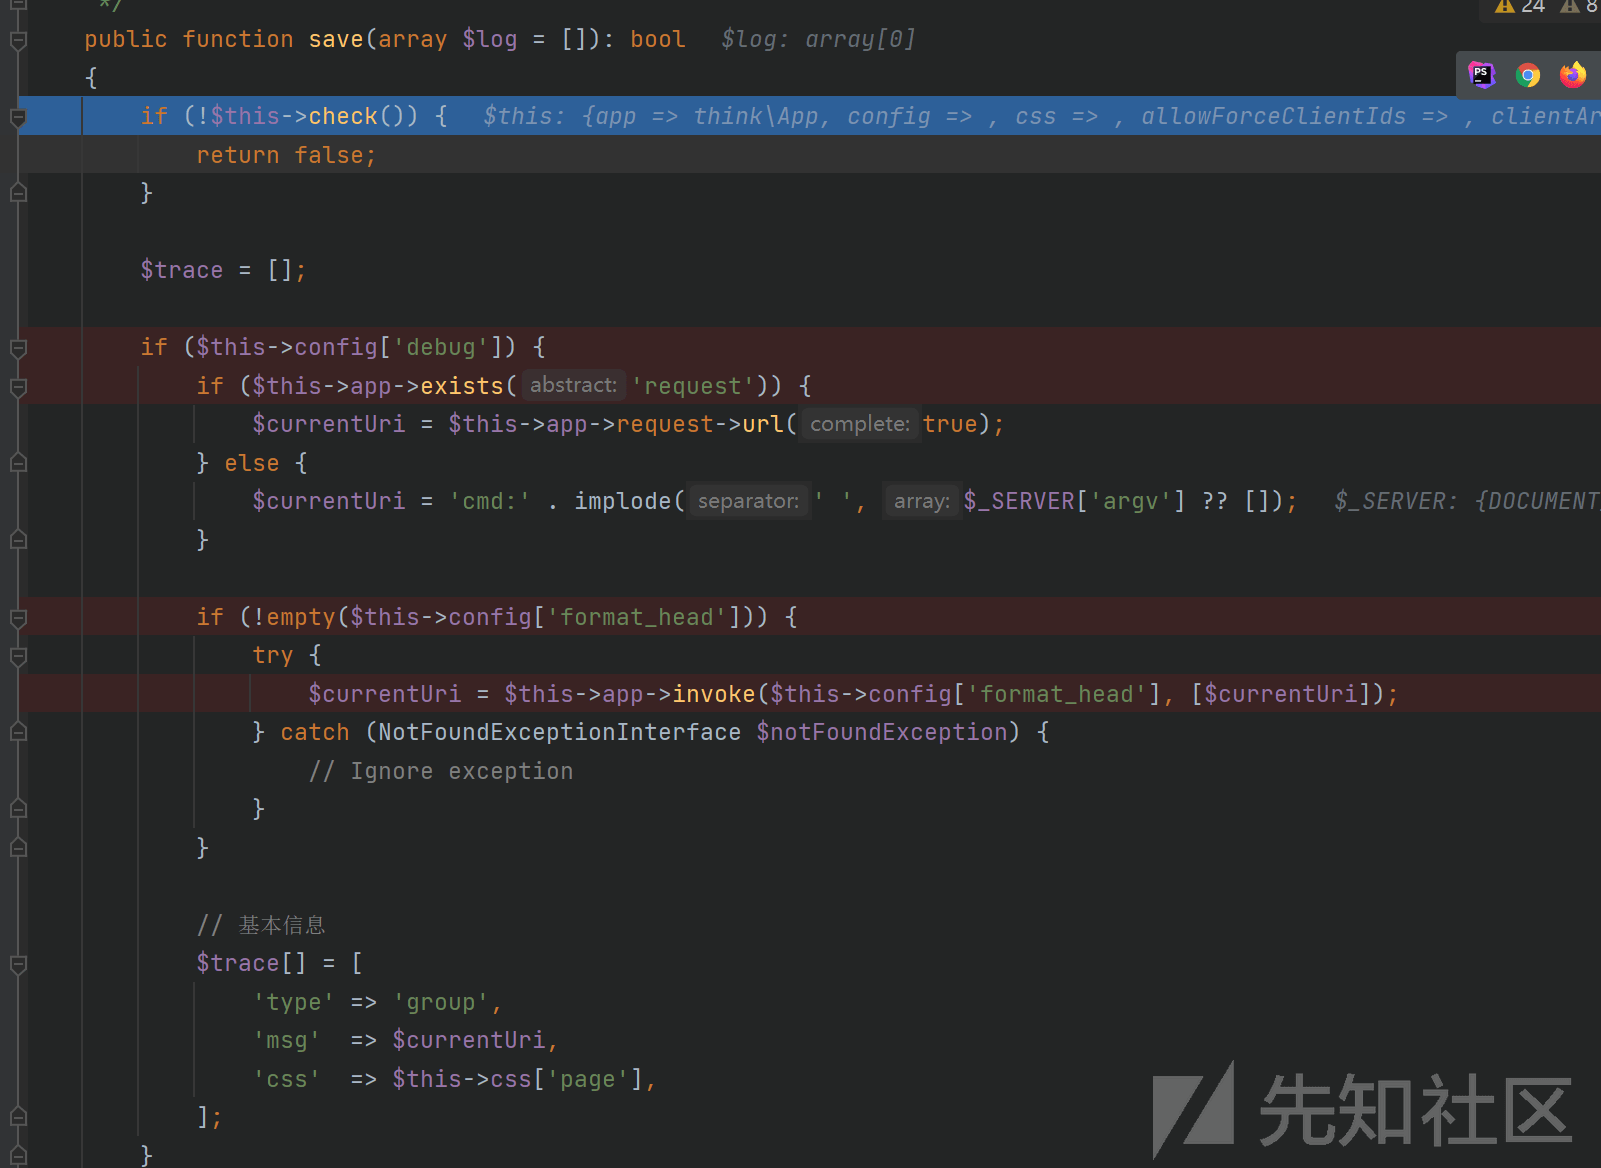 */
24 8
public function save(array $log = []): bool $log: array[0]
{
PS
if (!$this->check()) { $this: {app => think\App, config => , css => , allowForceClientIds => , clientAr
return false;
}
$trace = [];
if ($this->config['debug']) {
if ($this->app->exists( abstract: 'request')) {
$currentUri = $this->app->request->url( complete: true);
} else {
$currentUri = 'cmd:' . implode( separator: ' ', array: $_SERVER['argv'] ?? []); $_SERVER: {DOCUMENT
}
if (!empty($this->config['format_head'])) {
try {
$currentUri = $this->app->invoke($this->config['format_head'], [$currentUri]);
} catch (NotFoundExceptionInterface $notFoundException) {
// Ignore exception
}
}
// 基本信息
$trace[] = [
'type' => 'group',
'msg' => $currentUri,
'css' => $this->css['page'],
];
}
先知社区